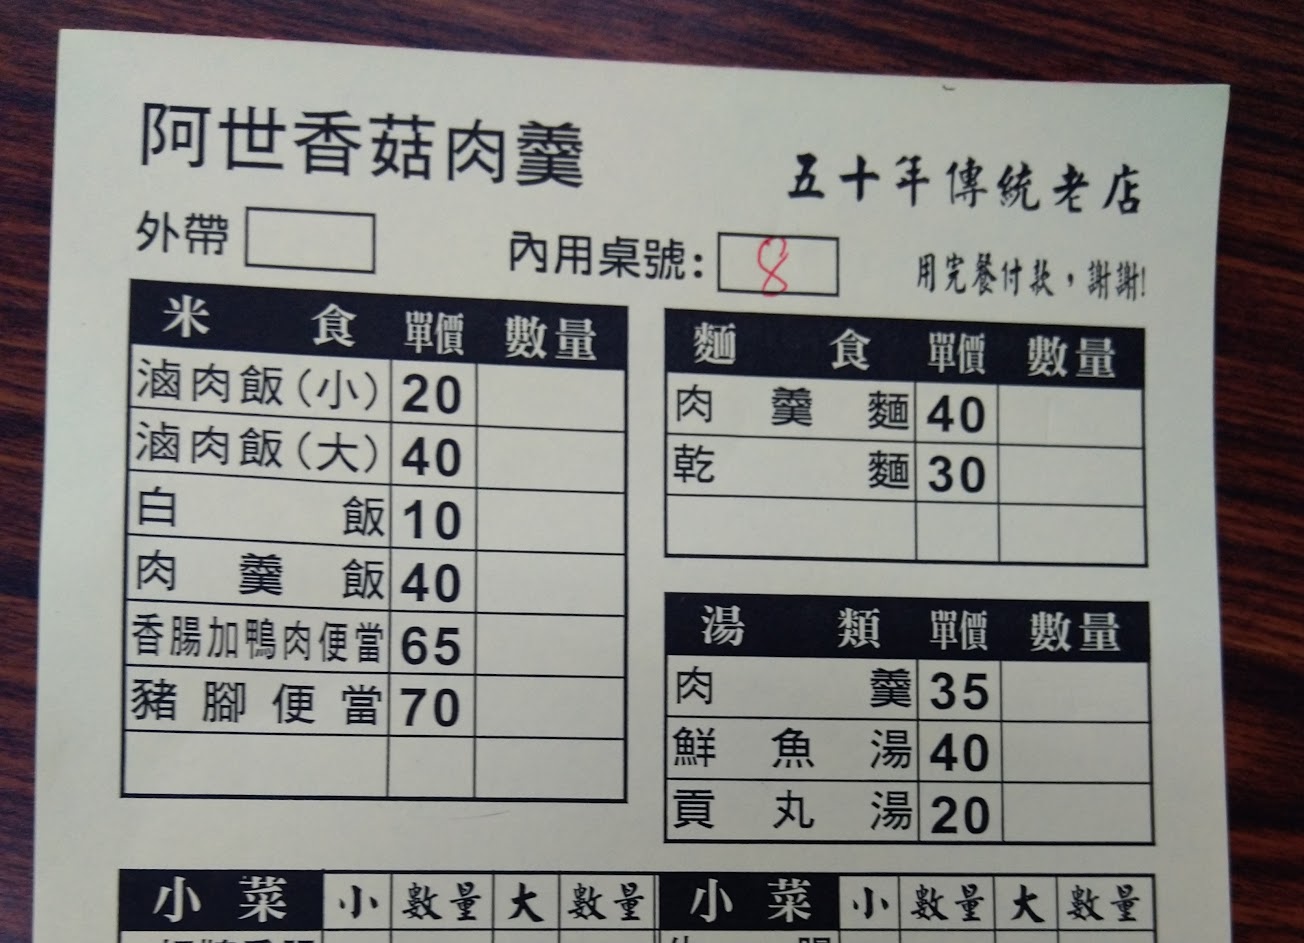 阿世香菇肉羹
五十年傳統老店
外帶
內用桌號:8
用完餐付款，謝謝!
米食 單價 數量
滷肉飯(小) 20
滷肉飯(大) 40
白飯 10
肉羹飯 40
香腸加鴨肉便當 65
豬腳便當 70
麵食 單價 數量
肉羹麵 40
乾麵 30
湯類 單價 數量
肉羹 35
鮮魚湯 40
貢丸湯 20
小菜 小 數量 大 數量
小菜 小 數量 大 數量